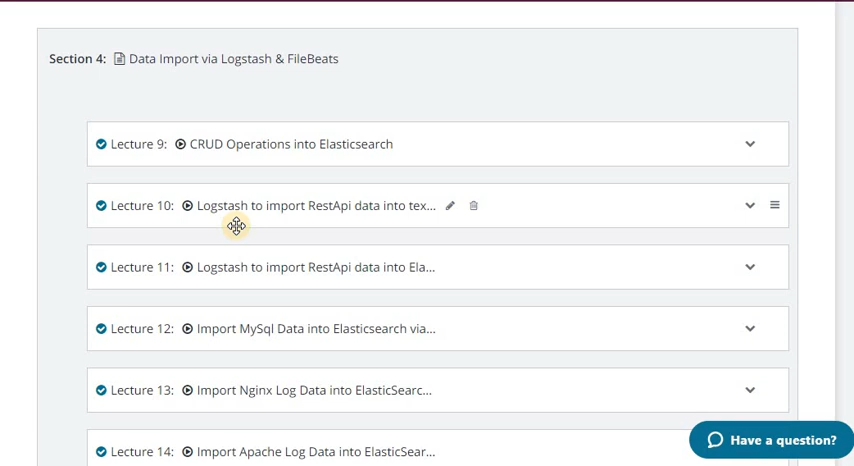 Section 4: Data Import via Logstash & FileBeats
Lecture 9: CRUD Operations into Elasticsearch
Lecture 10: Logstash to import RestApi data into tex...
Lecture 11: Logstash to import RestApi data into Ela...
Lecture 12: Import MySql Data into Elasticsearch via...
Lecture 13: Import Nginx Log Data into ElasticSearc...
Lecture 14: Import Apache Log Data into ElasticSear...
Have a question?